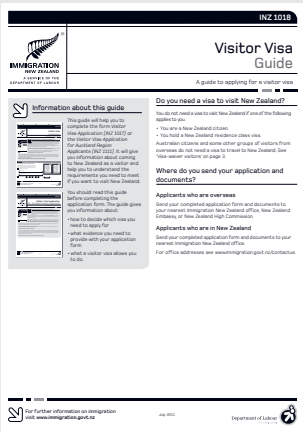 INZ 1018
IMMIGRATION
NEW ZEALAND
A SERVICE OF THE
DEPARTMENT OF LABOUR
Visitor Visa
Guide
A guide to applying for a visitor visa
Information about this guide
This guide will help you to
complete the form Visitor
Visa Application (INZ 1017) or
the Visitor Visa Application
for Auckland Region
Applicants (INZ 1111). It will give
you information about coming
to New Zealand as a visitor and
help you to understand the
requirements you need to meet
if you want to visit New Zealand.
You should read this guide
before completing the
application form. The guide gives
you information about:
• how to decide which visa you
need to apply for
• what evidence you need to
provide with your application
form
• what a visitor visa allows you
to do.
Do you need a visa to visit New Zealand?
You do not need a visa to visit New Zealand if one of the following
applies to you.
• You are a New Zealand citizen.
• You hold a New Zealand residence class visa.
Australian citizens and some other groups of visitors from
overseas do not need a visa to travel to New Zealand. See
'Visa-waiver visitors' on page
Where do you send your application and
documents?
Applicants who are overseas
Send your completed application form and documents to
your nearest Immigration New Zealand office, New Zealand
Embassy, or New Zealand High Commission.
Applicants who are in New Zealand
Send your completed application form and documents to your
nearest Immigration New Zealand office.
For office addresses see www.immigration.govt.nz/contactus.
For further information on immigration
visit www.immigration.govt.nz
July 2011
Department of Labour